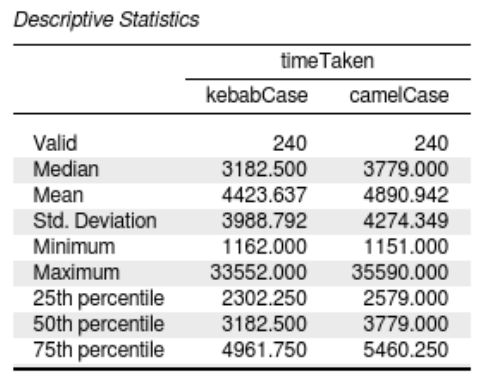 Descriptive Statistics
timeTaken
kebabCase camelCase
Valid 240 240
Median 3182.500 3779.000
Mean 4423.637 4890.942
Std. Deviation 3988.792 4274.349
Minimum 1162.000 1151.000
Maximum 33552.000 35590.000
25th percentile 2302.250 2579.000
50th percentile 3182.500 3779.000
75th percentile 4961.750 5460.250